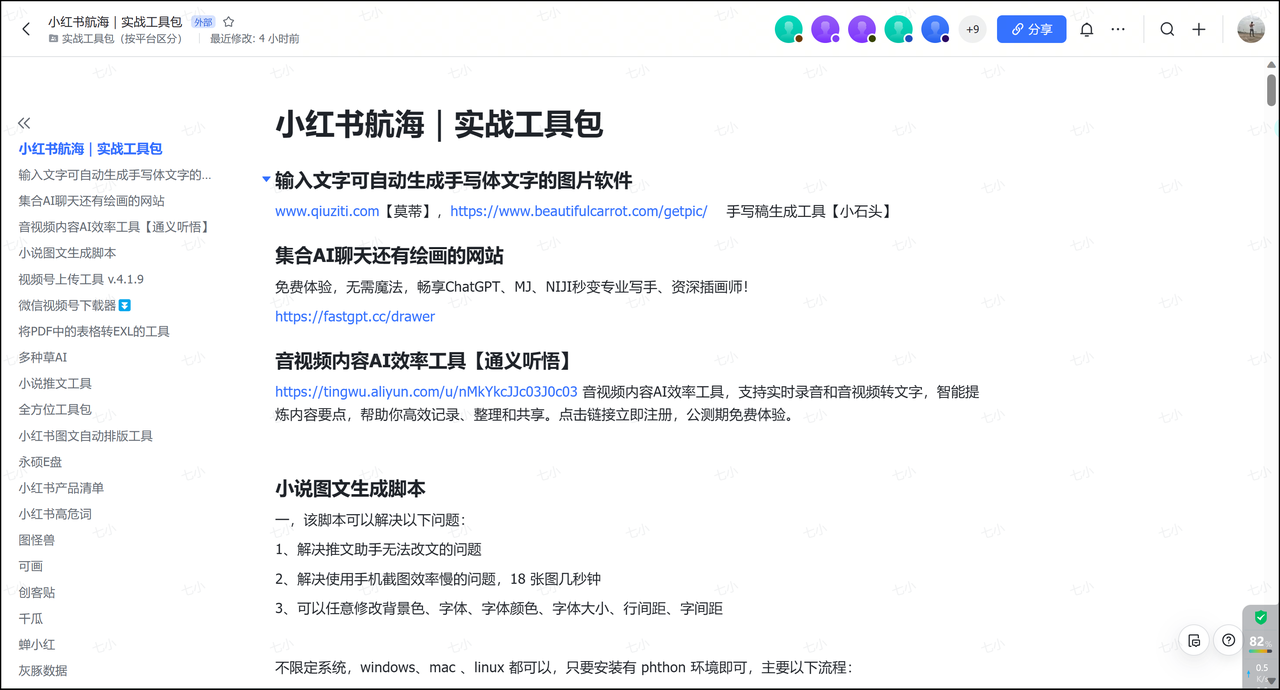 小红书航海｜实战工具包 外部
实战工具包（按平台区分） 最近修改: 4 小时前
+9
分享
小红书航海｜实战工具包
输入文字可自动生成手写体文字的...
集合AI聊天还有绘画的网站
音视频内容AI效率工具【通义听悟】
小说图文生成脚本
视频号上传工具 v.4.1.9
微信视频号下载器
将PDF中的表格转EXL的工具
多种草AI
小说推文工具
全方位工具包
小红书图文自动排版工具
永硕E盘
小红书产品清单
小红书高危词
图怪兽
可画
创客贴
千瓜
蝉小红
灰豚数据
小红书航海｜实战工具包
输入文字可自动生成手写体文字的图片软件
www.qiuziti.com【莫蒂】，https://www.beautifulcarrot.com/getpic/ 手写稿生成工具【小石头】
集合AI聊天还有绘画的网站
免费体验，无需魔法，畅享ChatGPT、MJ、NIJI秒变专业写手、资深插画师！
https://fastgpt.cc/drawer
音视频内容AI效率工具【通义听悟】
https://tingwu.aliyun.com/u/nMkYkcJJc03J0c03 音视频内容AI效率工具，支持实时录音和音视频转文字，智能提
炼内容要点，帮助你高效记录、整理和共享。点击链接立即注册，公测期免费体验。
小说图文生成脚本
一，该脚本可以解决以下问题：
1、解决推文助手无法改文的问题
2、解决使用手机截图效率慢的问题，18 张图几秒钟
3、可以任意修改背景色、字体、字体颜色、字体大小、行间距、字间距
不限定系统，windows、mac 、linux 都可以，只要安装有 phthon 环境即可，主要以下流程：
82%
0.5
K/s
七小